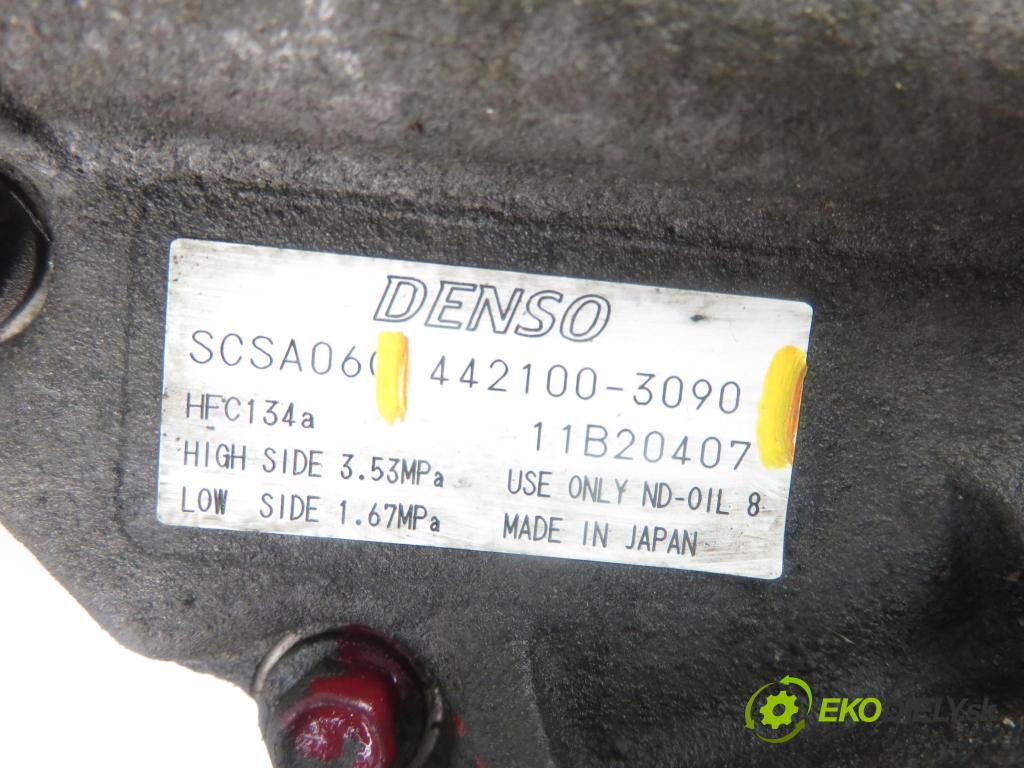 DENSO
SCSA06C 442100-3090
HFC134a
11B20407
HIGH SIDE 3.53MPa
USE ONLY ND-OIL 8
LOW SIDE 1.67MPa
MADE IN JAPAN
EKODIELY.sk